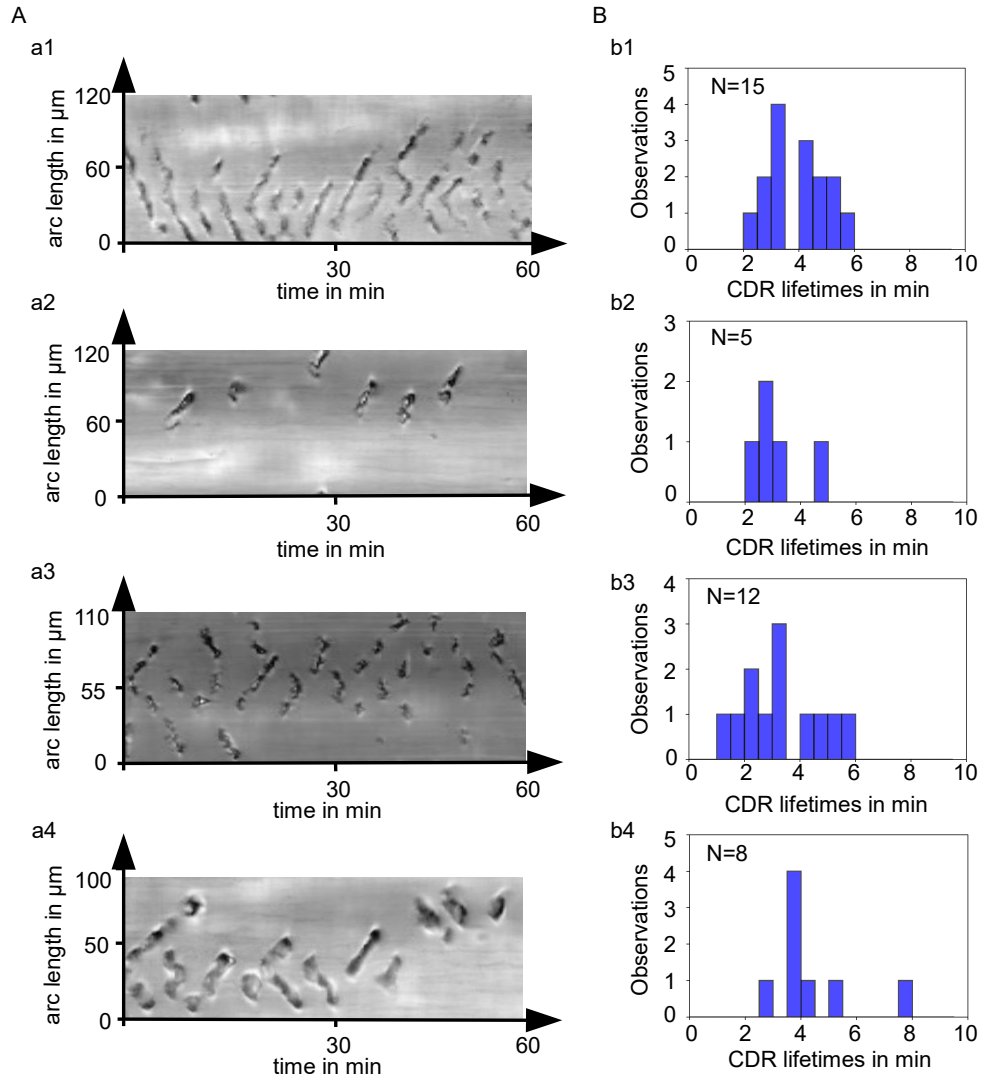 A
B
a1
120
60
0
arc length in µm
30
60
time in min
b1
5
4
3
2
1
0
Observations
N=15
0 2 4 6 8 10
CDR lifetimes in min
a2
120
60
0
arc length in µm
30
60
time in min
b2
3
2
1
0
Observations
N=5
0 2 4 6 8 10
CDR lifetimes in min
a3
110
55
0
arc length in µm
30
60
time in min
b3
4
3
2
1
0
Observations
N=12
0 2 4 6 8 10
CDR lifetimes in min
a4
100
50
0
arc length in µm
30
60
time in min
b4
5
4
3
2
1
0
Observations
N=8
0 2 4 6 8 10
CDR lifetimes in min